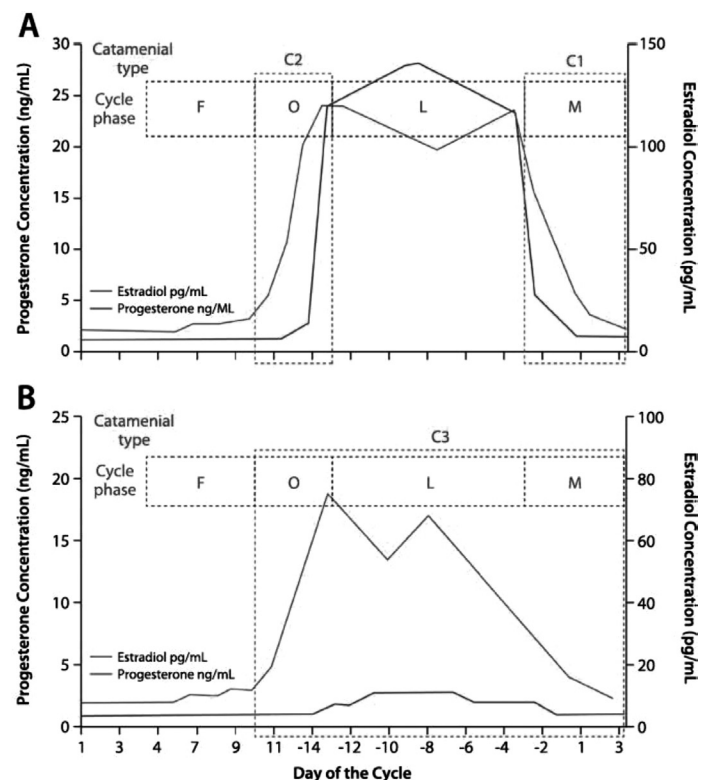 A
30
25
20
15
10
5
0
Progesterone Concentration (ng/mL)
Catamenial
type
Cycle
phase
C2
C1
F
O
L
M
Estradiol pg/mL
Progesterone ng/ML
150
100
50
0
Estradiol Concentration (pg/mL
B
25
20
15
10
5
0
Progesterone Concentration (ng/mL)
Catamenial
type
Cycle
phase
C3
F
O
L
M
Estradiol pg/mL
Progesterone ng/mL
100
80
60
40
20
0
Estradiol Concentration (pg/mL
1 3 4 7 9 11 -14 -12 -10 -8 -6 -4 -2 1 3
Day of the Cycle